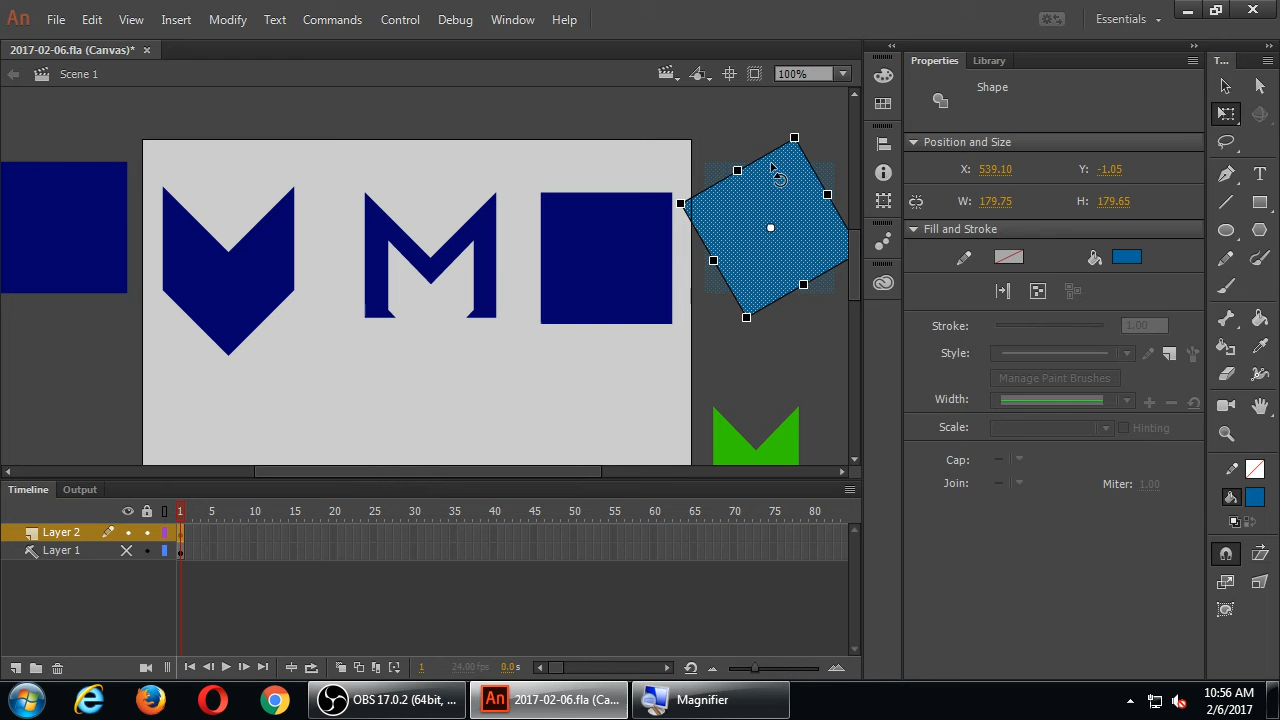 An File Edit View Insert Modify Text Commands Control Debug Window Help Essentials
2017-02-06.fla (Canvas)* ×
Scene 1 100%
Properties Library T...
Shape
Position and Size
X: 539.10 Y: -1.05
W: 179.75 H: 179.65
Fill and Stroke
Stroke: 1.00
Style:
Manage Paint Brushes
Width:
Scale: Hinting
Cap:
Join: Miter: 1.00
M
Timeline Output
1 5 10 15 20 25 30 35 40 45 50 55 60 65 70 75 80
Layer 2
Layer 1
1 24.00 fps 0.0 s
OBS 17.0.2 (64bit, ... An 2017-02-06.fla (Ca... Magnifier
10:56 AM
2/6/2017